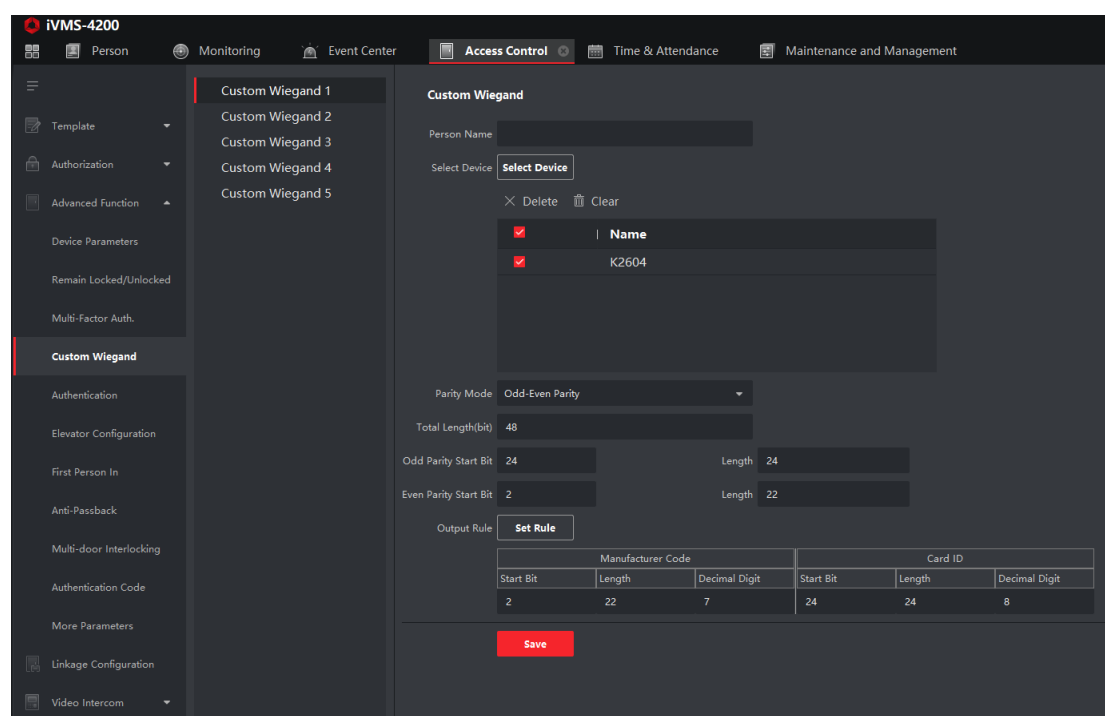 iVMS-4200
Person Monitoring Event Center Access Control Time & Attendance Maintenance and Management
Template
Authorization
Advanced Function
Device Parameters
Remain Locked/Unlocked
Multi-Factor Auth.
Custom Wiegand
Authentication
Elevator Configuration
First Person In
Anti-Passback
Multi-door Interlocking
Authentication Code
More Parameters
Linkage Configuration
Video Intercom
Custom Wiegand 1
Custom Wiegand 2
Custom Wiegand 3
Custom Wiegand 4
Custom Wiegand 5
Custom Wiegand
Person Name
Select Device Select Device
Delete Clear
Name
K2604
Parity Mode Odd-Even Parity
Total Length(bit) 48
Odd Parity Start Bit 24 Length 24
Even Parity Start Bit 2 Length 22
Output Rule Set Rule
Manufacturer Code Card ID
Start Bit Length Decimal Digit Start Bit Length Decimal Digit
2 22 7 24 24 8
Save